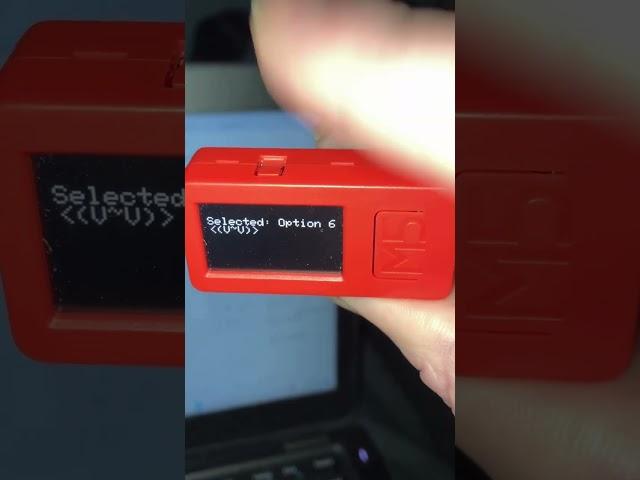 Selected: Option 6
<((V~V)>
M5